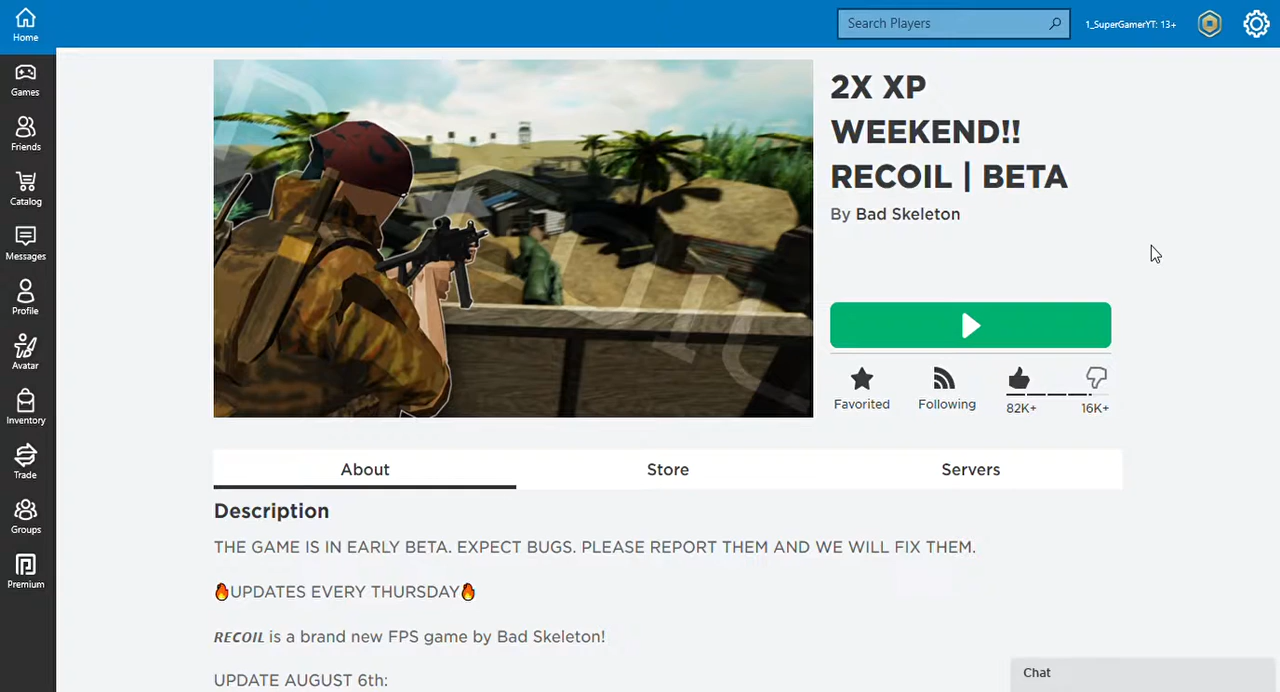 Home
Search Players
1_SuperGamerYT: 13+
Games
Friends
Catalog
Messages
Profile
Avatar
Inventory
Trade
Groups
Premium
2X XP
WEEKEND!!
RECOIL | BETA
By Bad Skeleton
Favorited
Following
82K+
16K+
About
Store
Servers
Description
THE GAME IS IN EARLY BETA. EXPECT BUGS. PLEASE REPORT THEM AND WE WILL FIX THEM.
🔥UPDATES EVERY THURSDAY🔥
RECOIL is a brand new FPS game by Bad Skeleton!
UPDATE AUGUST 6th:
Chat